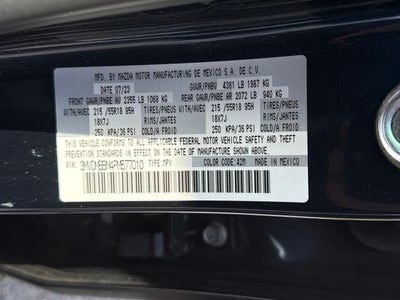 MFD. BY MAZDA MOTOR MANUFACTURING DE MEXICO S.A. DE C.V.
DATE 07/23 GVWR/PNBV 4381 LB 1987 KG
FRONT GAWR/PNBE AV 2355 LB 1068 KG REAR GAWR/PNBE AR 2072 LB 940 KG
WITH/AVEC 215/55R18 95H TIRES/PNEUS WITH/AVEC 215/55R18 95H TIRES/PNEUS
18X7J RIMS/JANTES 18X7J RIMS/JANTES
250 KPA/36 PSI COLD/A FROID 250 KPA/36 PSI COLD/A FROID
THIS VEHICLE CONFORMS TO ALL APPLICABLE FEDERAL MOTOR VEHICLE SAFETY AND THEFT
PREVENTION STANDARDS IN EFFECT ON THE DATE OF MANUFACTURE SHOWN ABOVE.
VIN: TYPE:MPV COLOR CODE: 42M MADE IN MEXICO